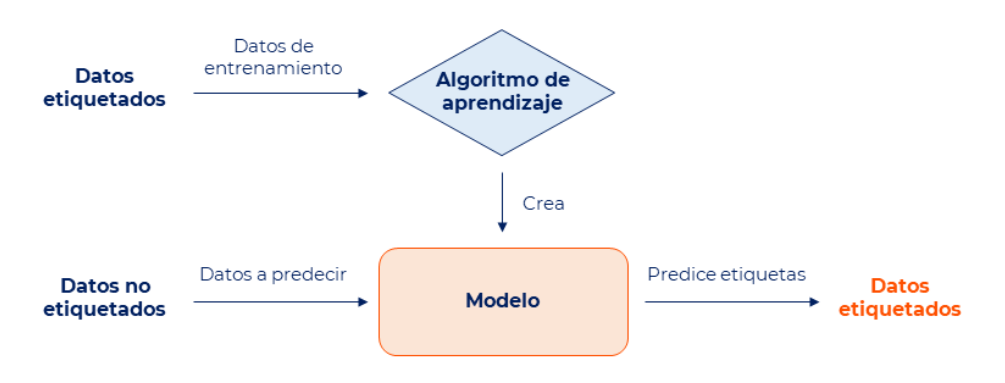 Datos de
entrenamiento
Datos
etiquetados
Algoritmo de
aprendizaje
Crea
Datos no
etiquetados
Datos a predecir
Modelo
Predice etiquetas
Datos
etiquetados